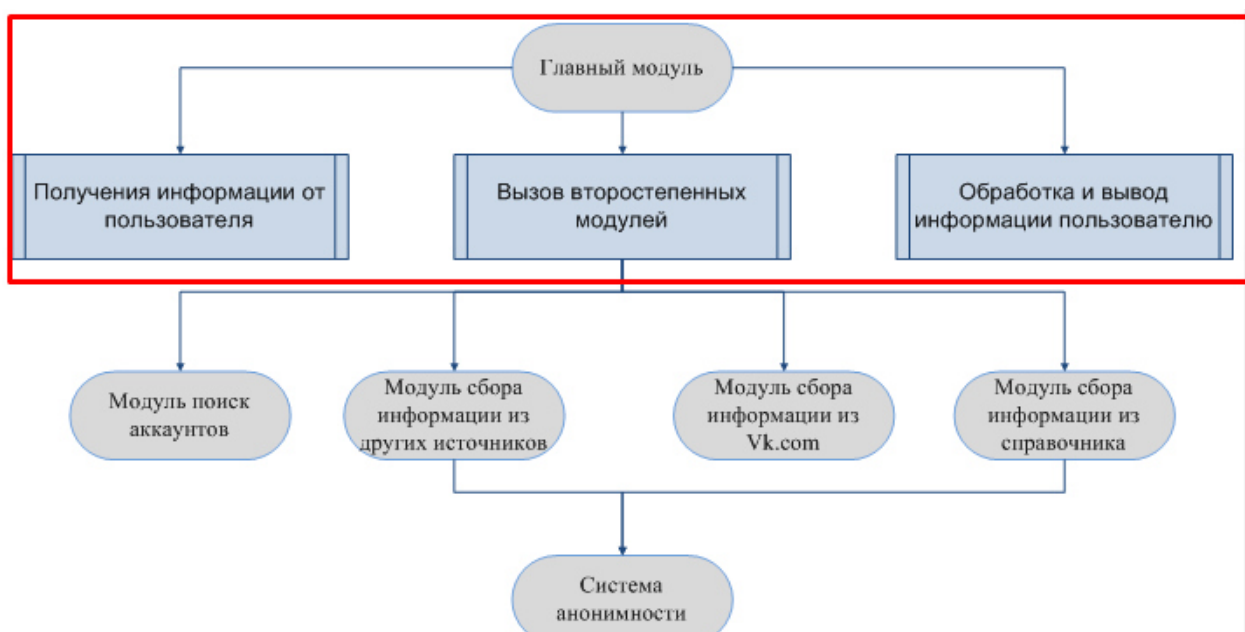 Главный модуль
Получения информации от
пользователя
Вызов второстепенных
модулей
Обработка и вывод
информации пользователю
Модуль поиск
аккаунтов
Модуль сбора
информации из
других источников
Модуль сбора
информации из
Vk.com
Модуль сбора
информации из
справочника
Система
анонимности